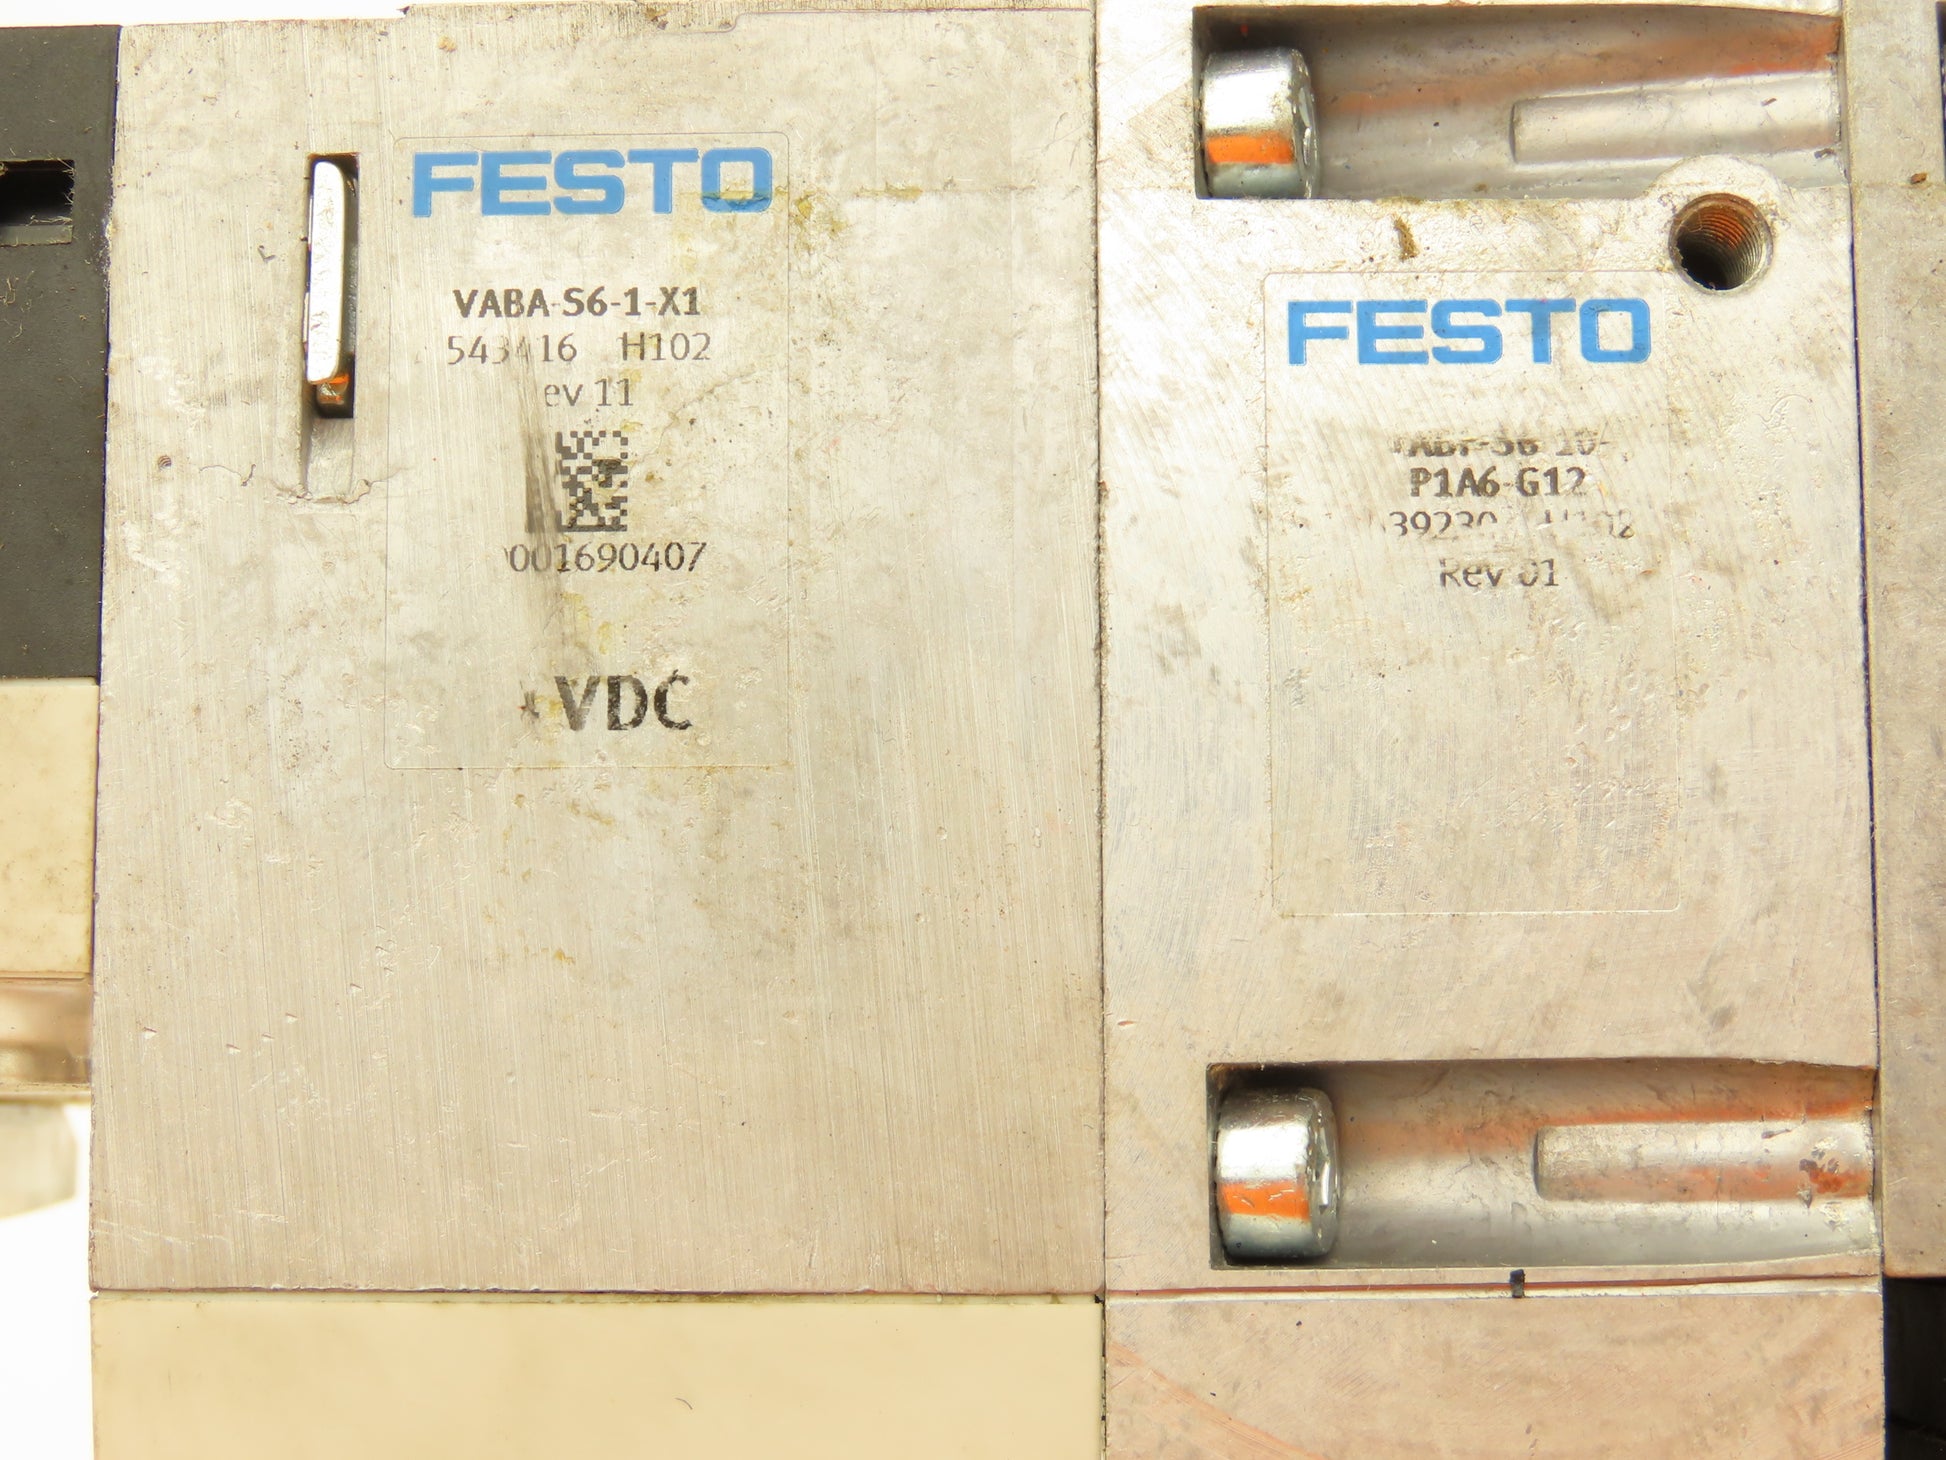 FESTO
VABA-S6-1-X1
543416 H102
ev 11
001690407
VDC
FESTO
P1A6-G12
Rev 01